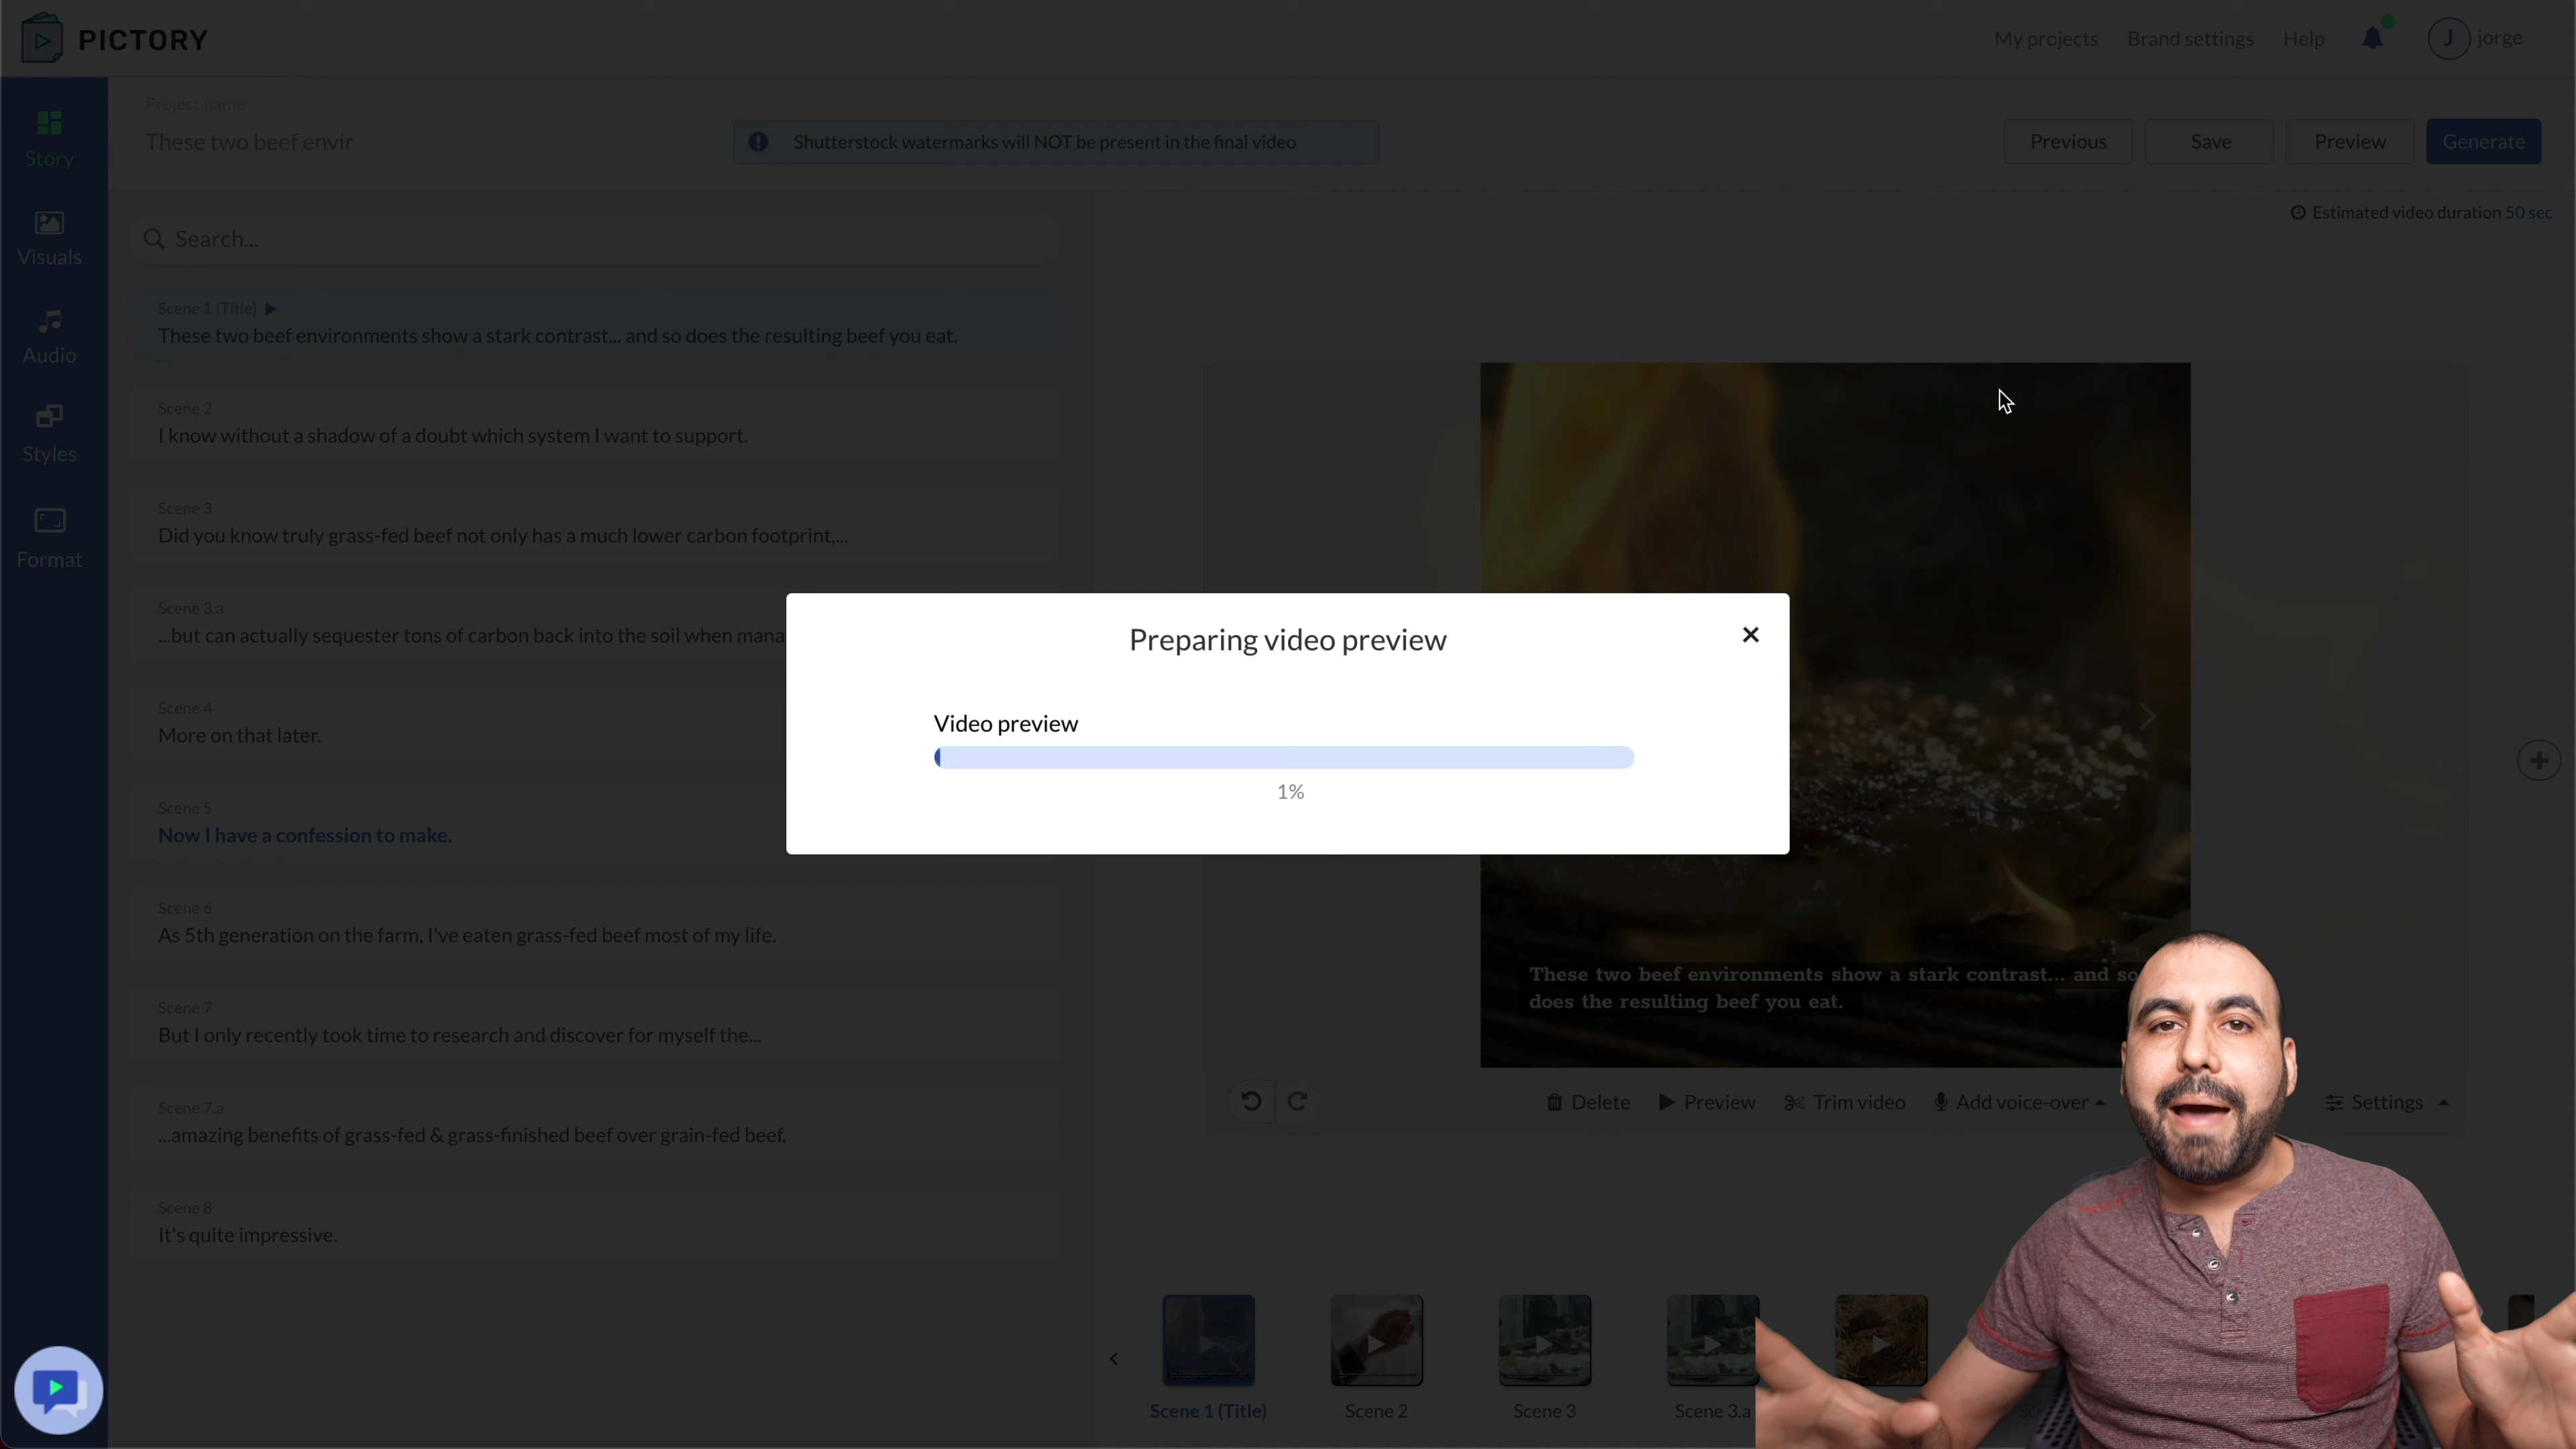 PICTORY
My projects
Brand settings
Help
J
jorge
Project name
These two beef envir
Shutterstock watermarks will NOT be present in the final video
Previous
Save
Preview
Generate
Story
Visuals
Audio
Styles
Format
Estimated video duration 50 sec
Search...
Scene 1 (Title)
These two beef environments show a stark contrast... and so does the resulting beef you eat.
Scene 2
I know without a shadow of a doubt which system I want to support.
Scene 3
Did you know truly grass-fed beef not only has a much lower carbon footprint,...
Scene 3.a
...but can actually sequester tons of carbon back into the soil when mana
Scene 4
More on that later.
Scene 5
Now I have a confession to make.
Scene 6
As 5th generation on the farm, I've eaten grass-fed beef most of my life.
Scene 7
But I only recently took time to research and discover for myself the...
Scene 7.a
...amazing benefits of grass-fed & grass-finished beef over grain-fed beef.
Scene 8
It's quite impressive.
Preparing video preview
Video preview
1%
These two beef environments show a stark contrast... and so
does the resulting beef you eat.
Delete
Preview
Trim video
Add voice-over
Settings
Scene 1 (Title)
Scene 2
Scene 3
Scene 3.a